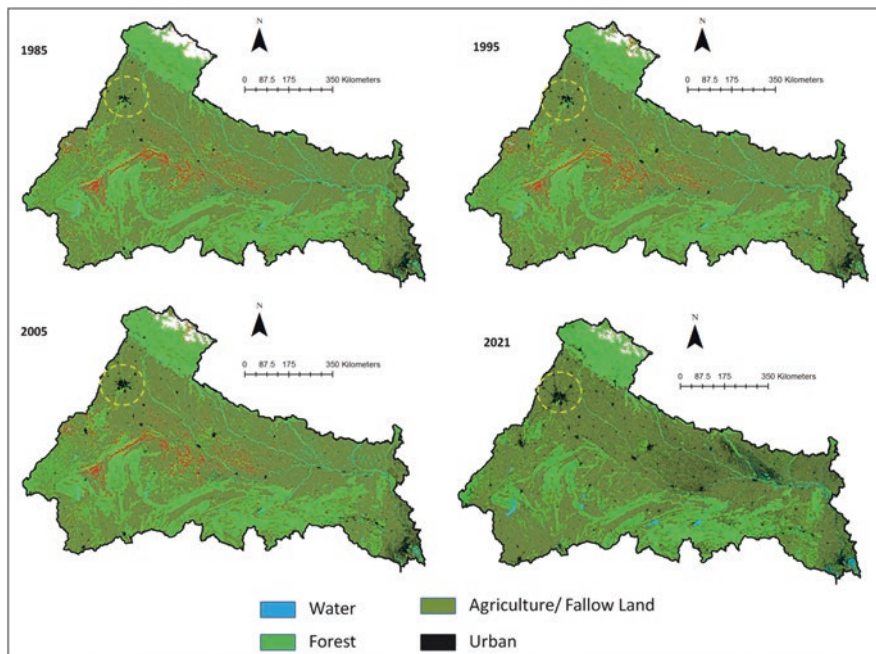 1985
N
0 87.5 175 350 Kilometers
1995
N
0 87.5 175 350 Kilometers
2005
N
0 87.5 175 350 Kilometers
2021
N
0 87.5 175 350 Kilometers
Water
Agriculture/ Fallow Land
Forest
Urban